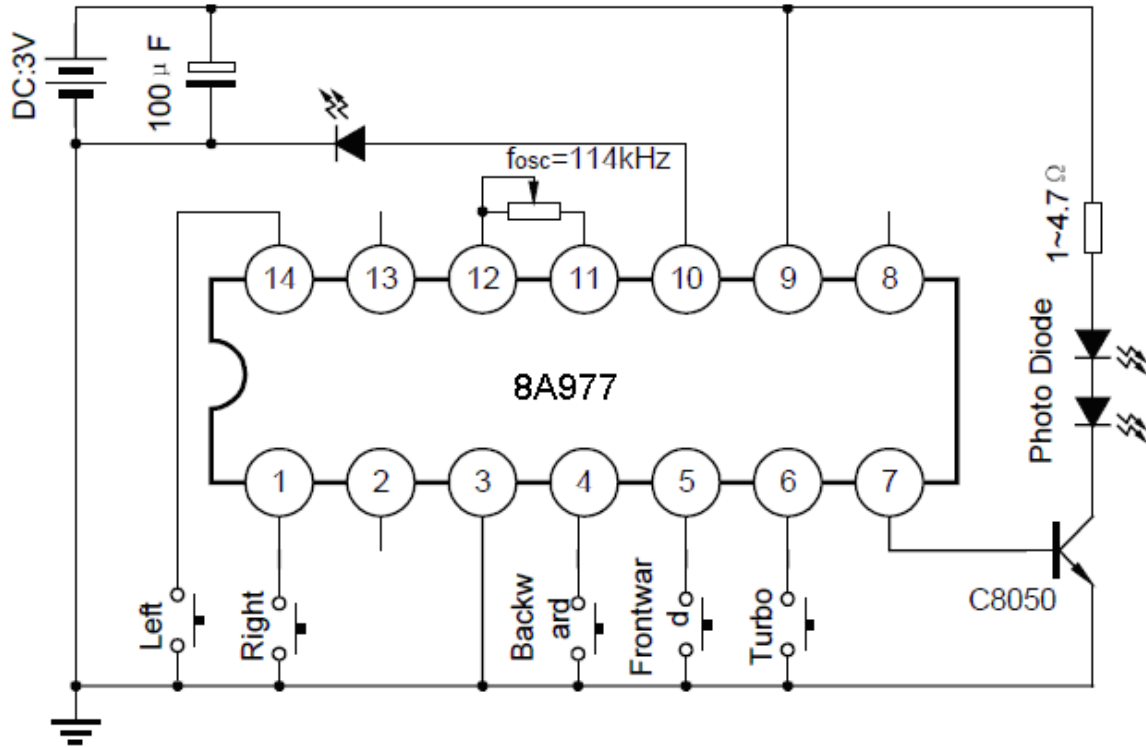 DC:3V
100 μ F
fosc=114kHz
1~4.7 Ω
14
13
12
11
10
9
8
8A977
Photo Diode
1
2
3
4
5
6
7
Left
Right
Backw
ard
Frontwar
d
Turbo
C8050